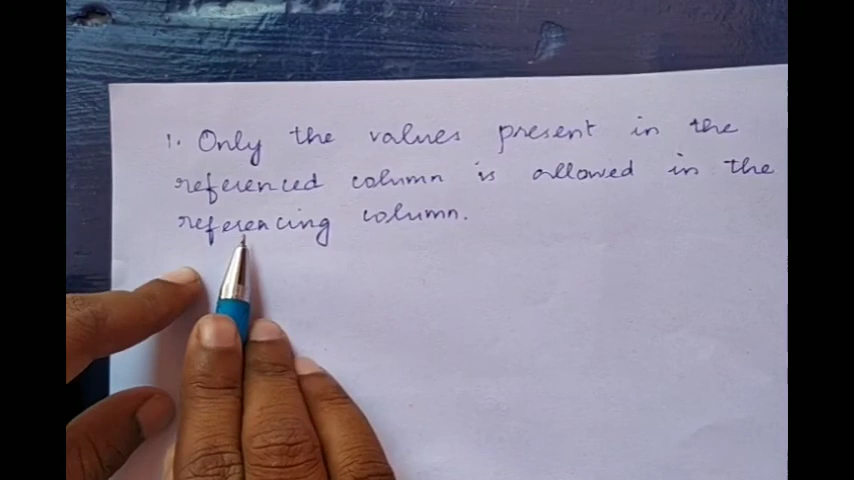 1. Only the values present in the
referenced column is allowed in the
referencing column.